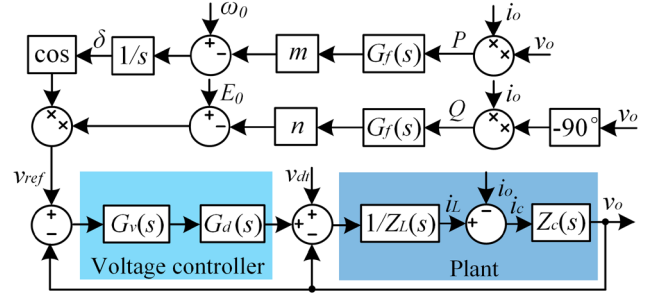 ω0 io
cos δ 1/s + − m Gf(s) P × × vo
E0 io
× × + − n Gf(s) Q × × -90° vo
vref vdt io
+ − Gv(s) Gd(s) + + − 1/ZL(s) iL + − ic Zc(s) vo
Voltage controller Plant